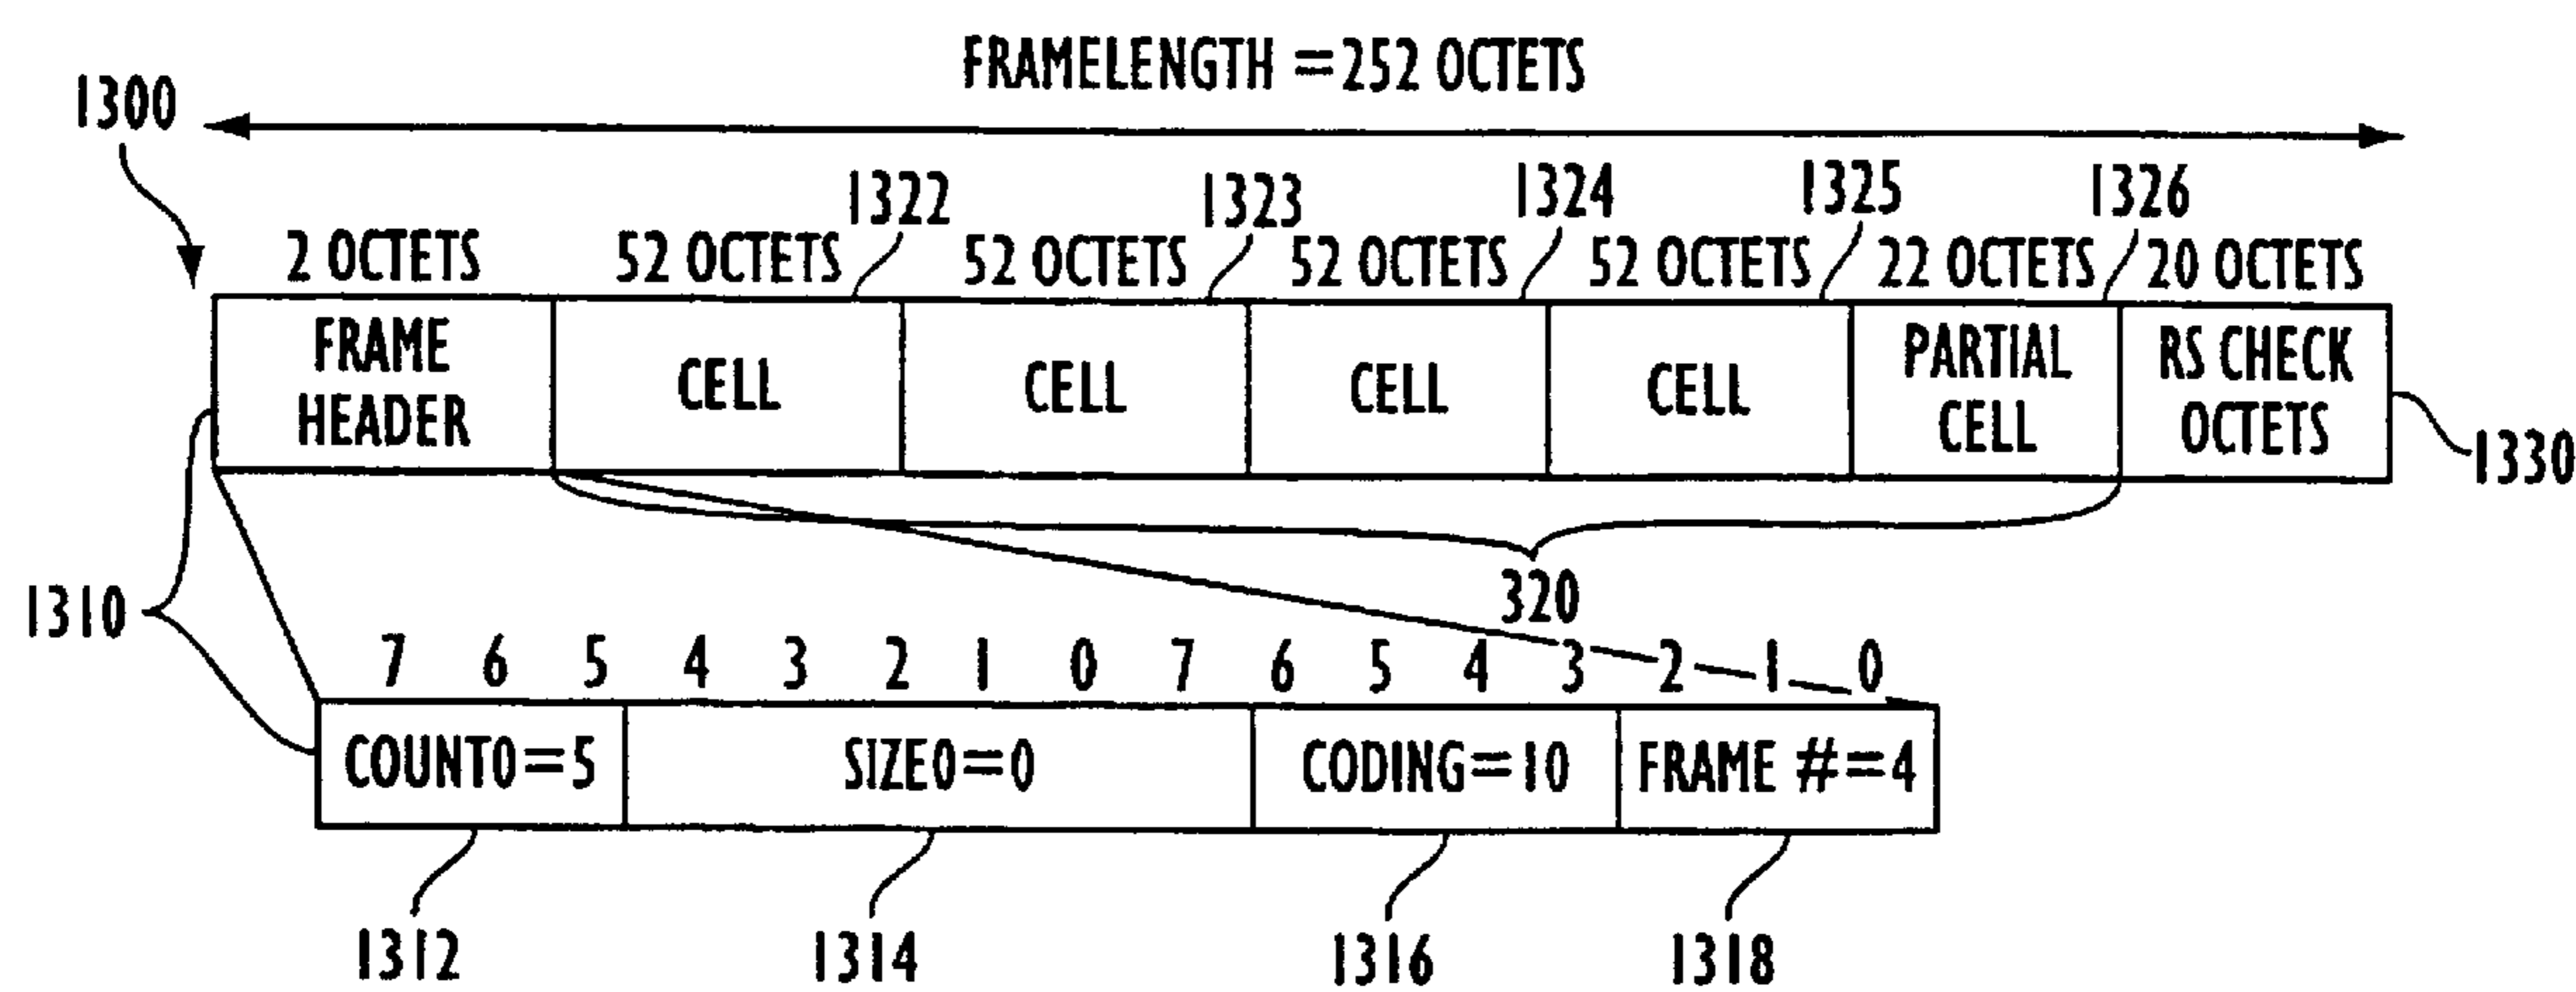 FRAMELENGTH = 252 OCTETS
1300
1322 1323 1324 1325 1326
2 OCTETS 52 OCTETS 52 OCTETS 52 OCTETS 52 OCTETS 22 OCTETS 20 OCTETS
FRAME HEADER CELL CELL CELL CELL PARTIAL CELL RS CHECK OCTETS
1330
320
1310
7 6 5 4 3 2 1 0 7 6 5 4 3 2 1 0
COUNT0=5 SIZE0=0 CODING=10 FRAME #=4
1312 1314 1316 1318